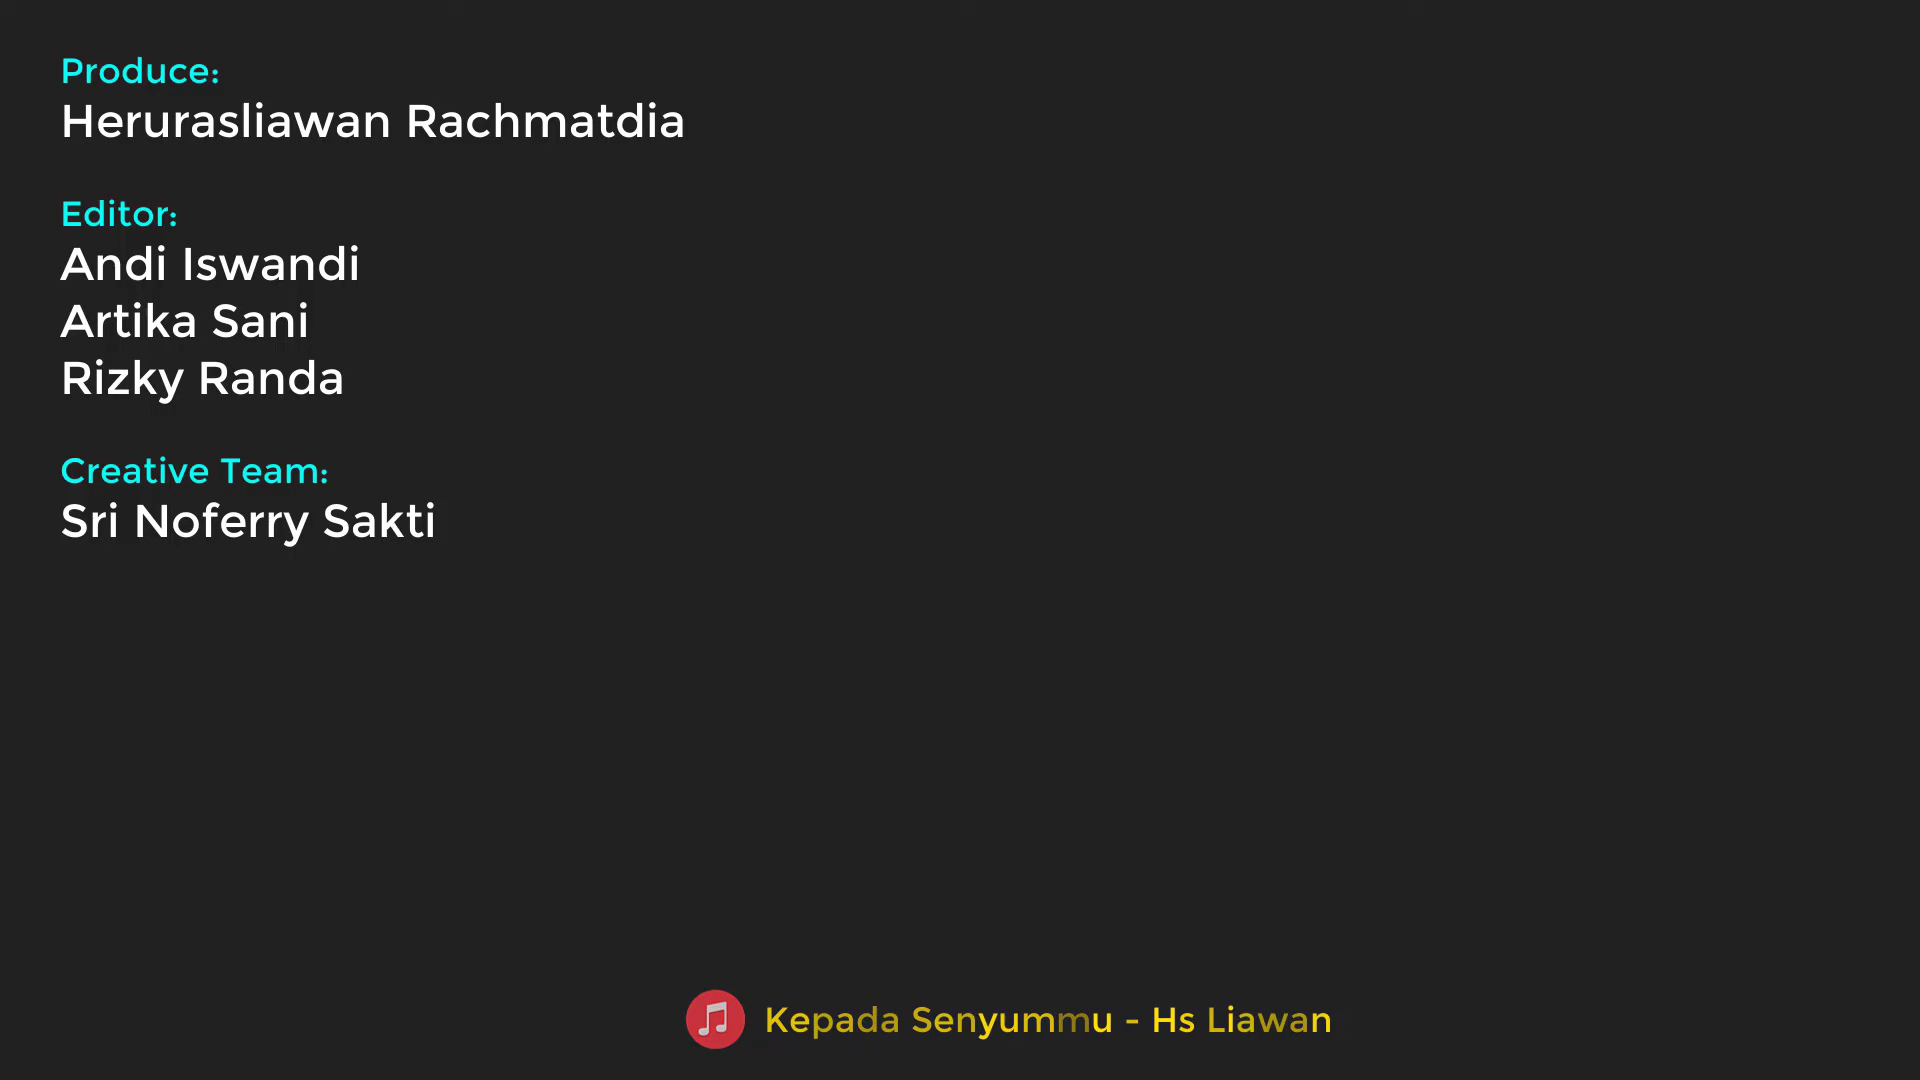 Produce:
Herurasliawan Rachmatdia
Editor:
Andi Iswandi
Artika Sani
Rizky Randa
Creative Team:
Sri Noferry Sakti
Kepada Senyummu - Hs Liawan